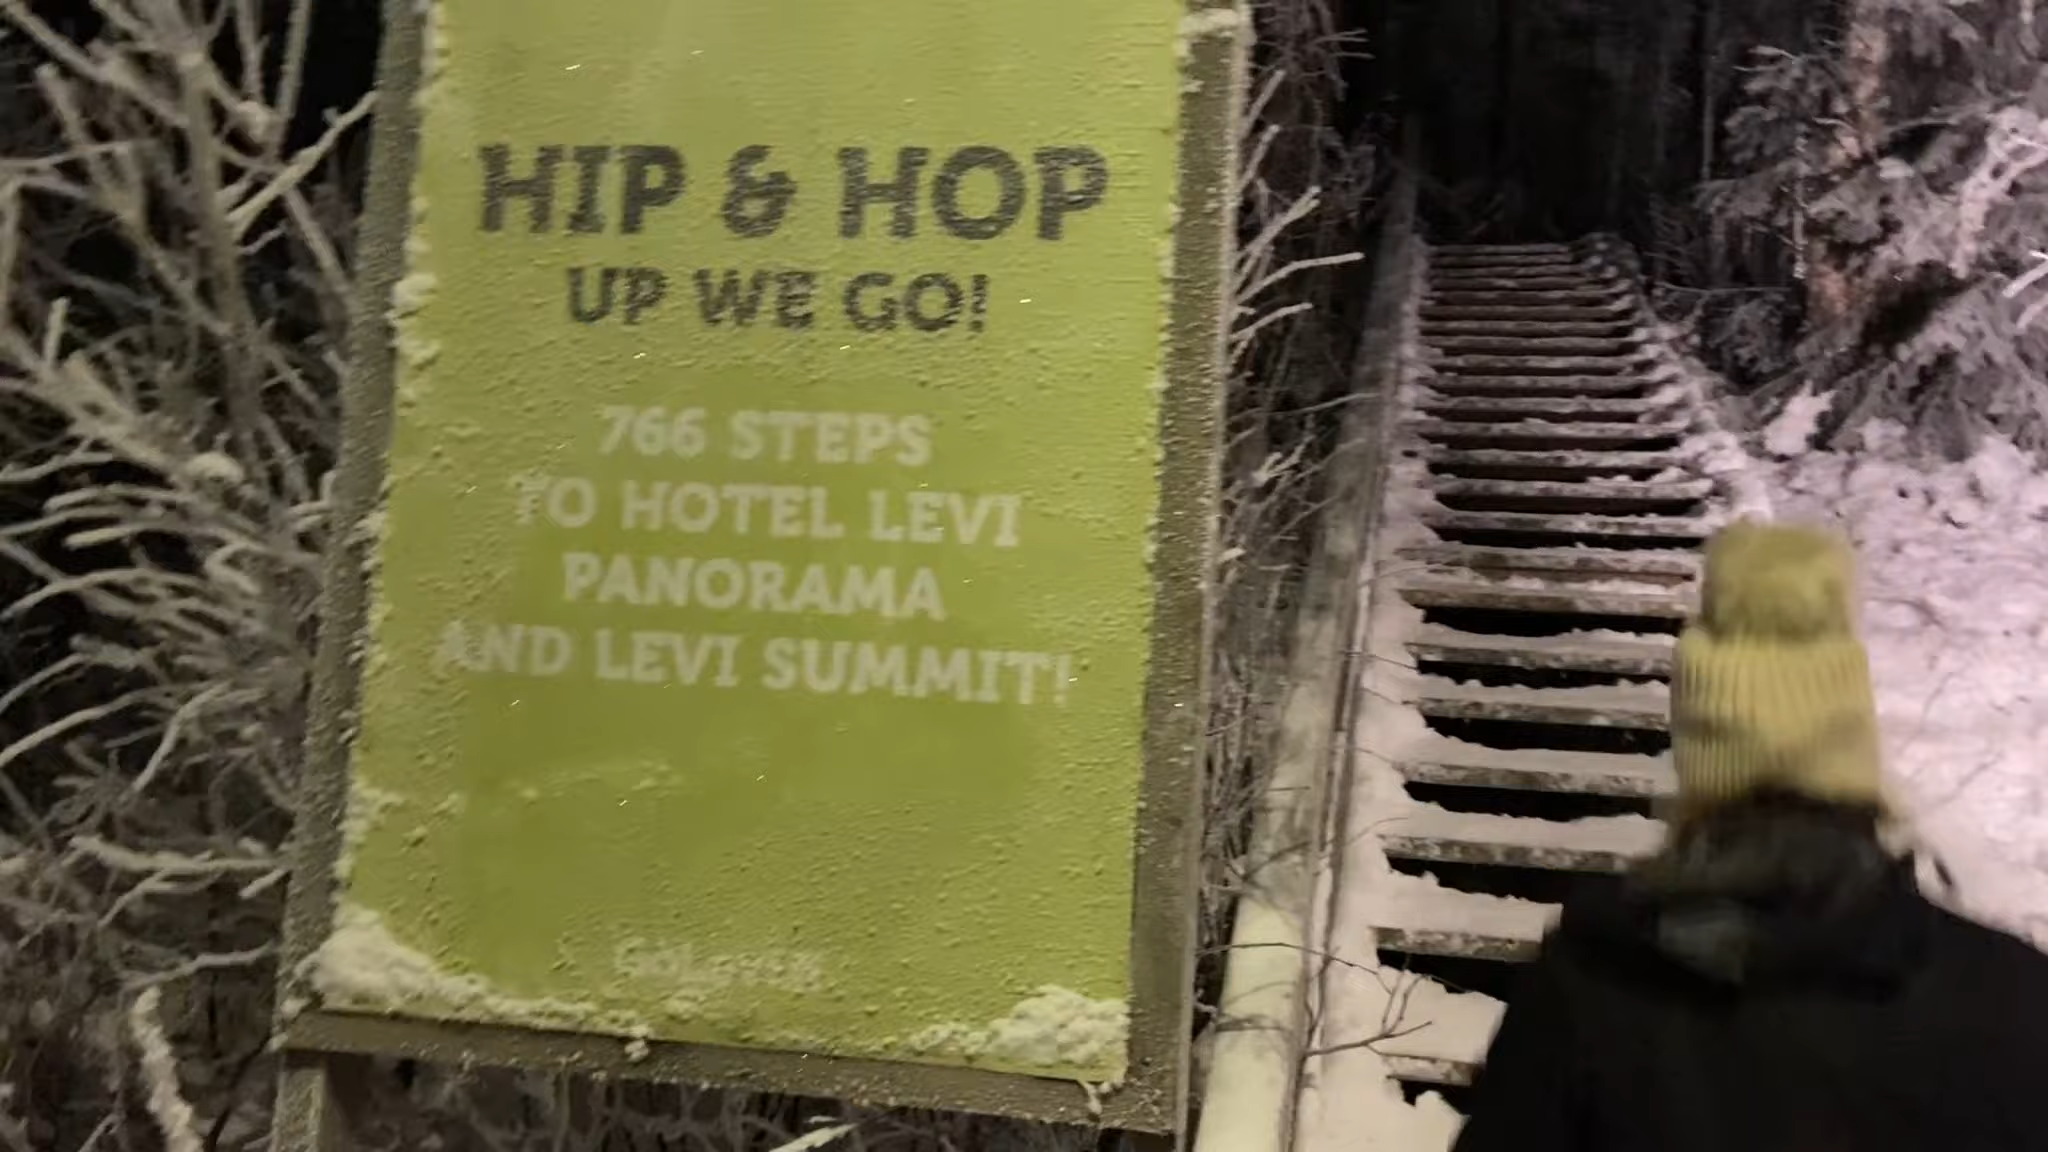 HIP & HOP
UP WE GO!
766 STEPS
TO HOTEL LEVI
PANORAMA
AND LEVI SUMMIT!